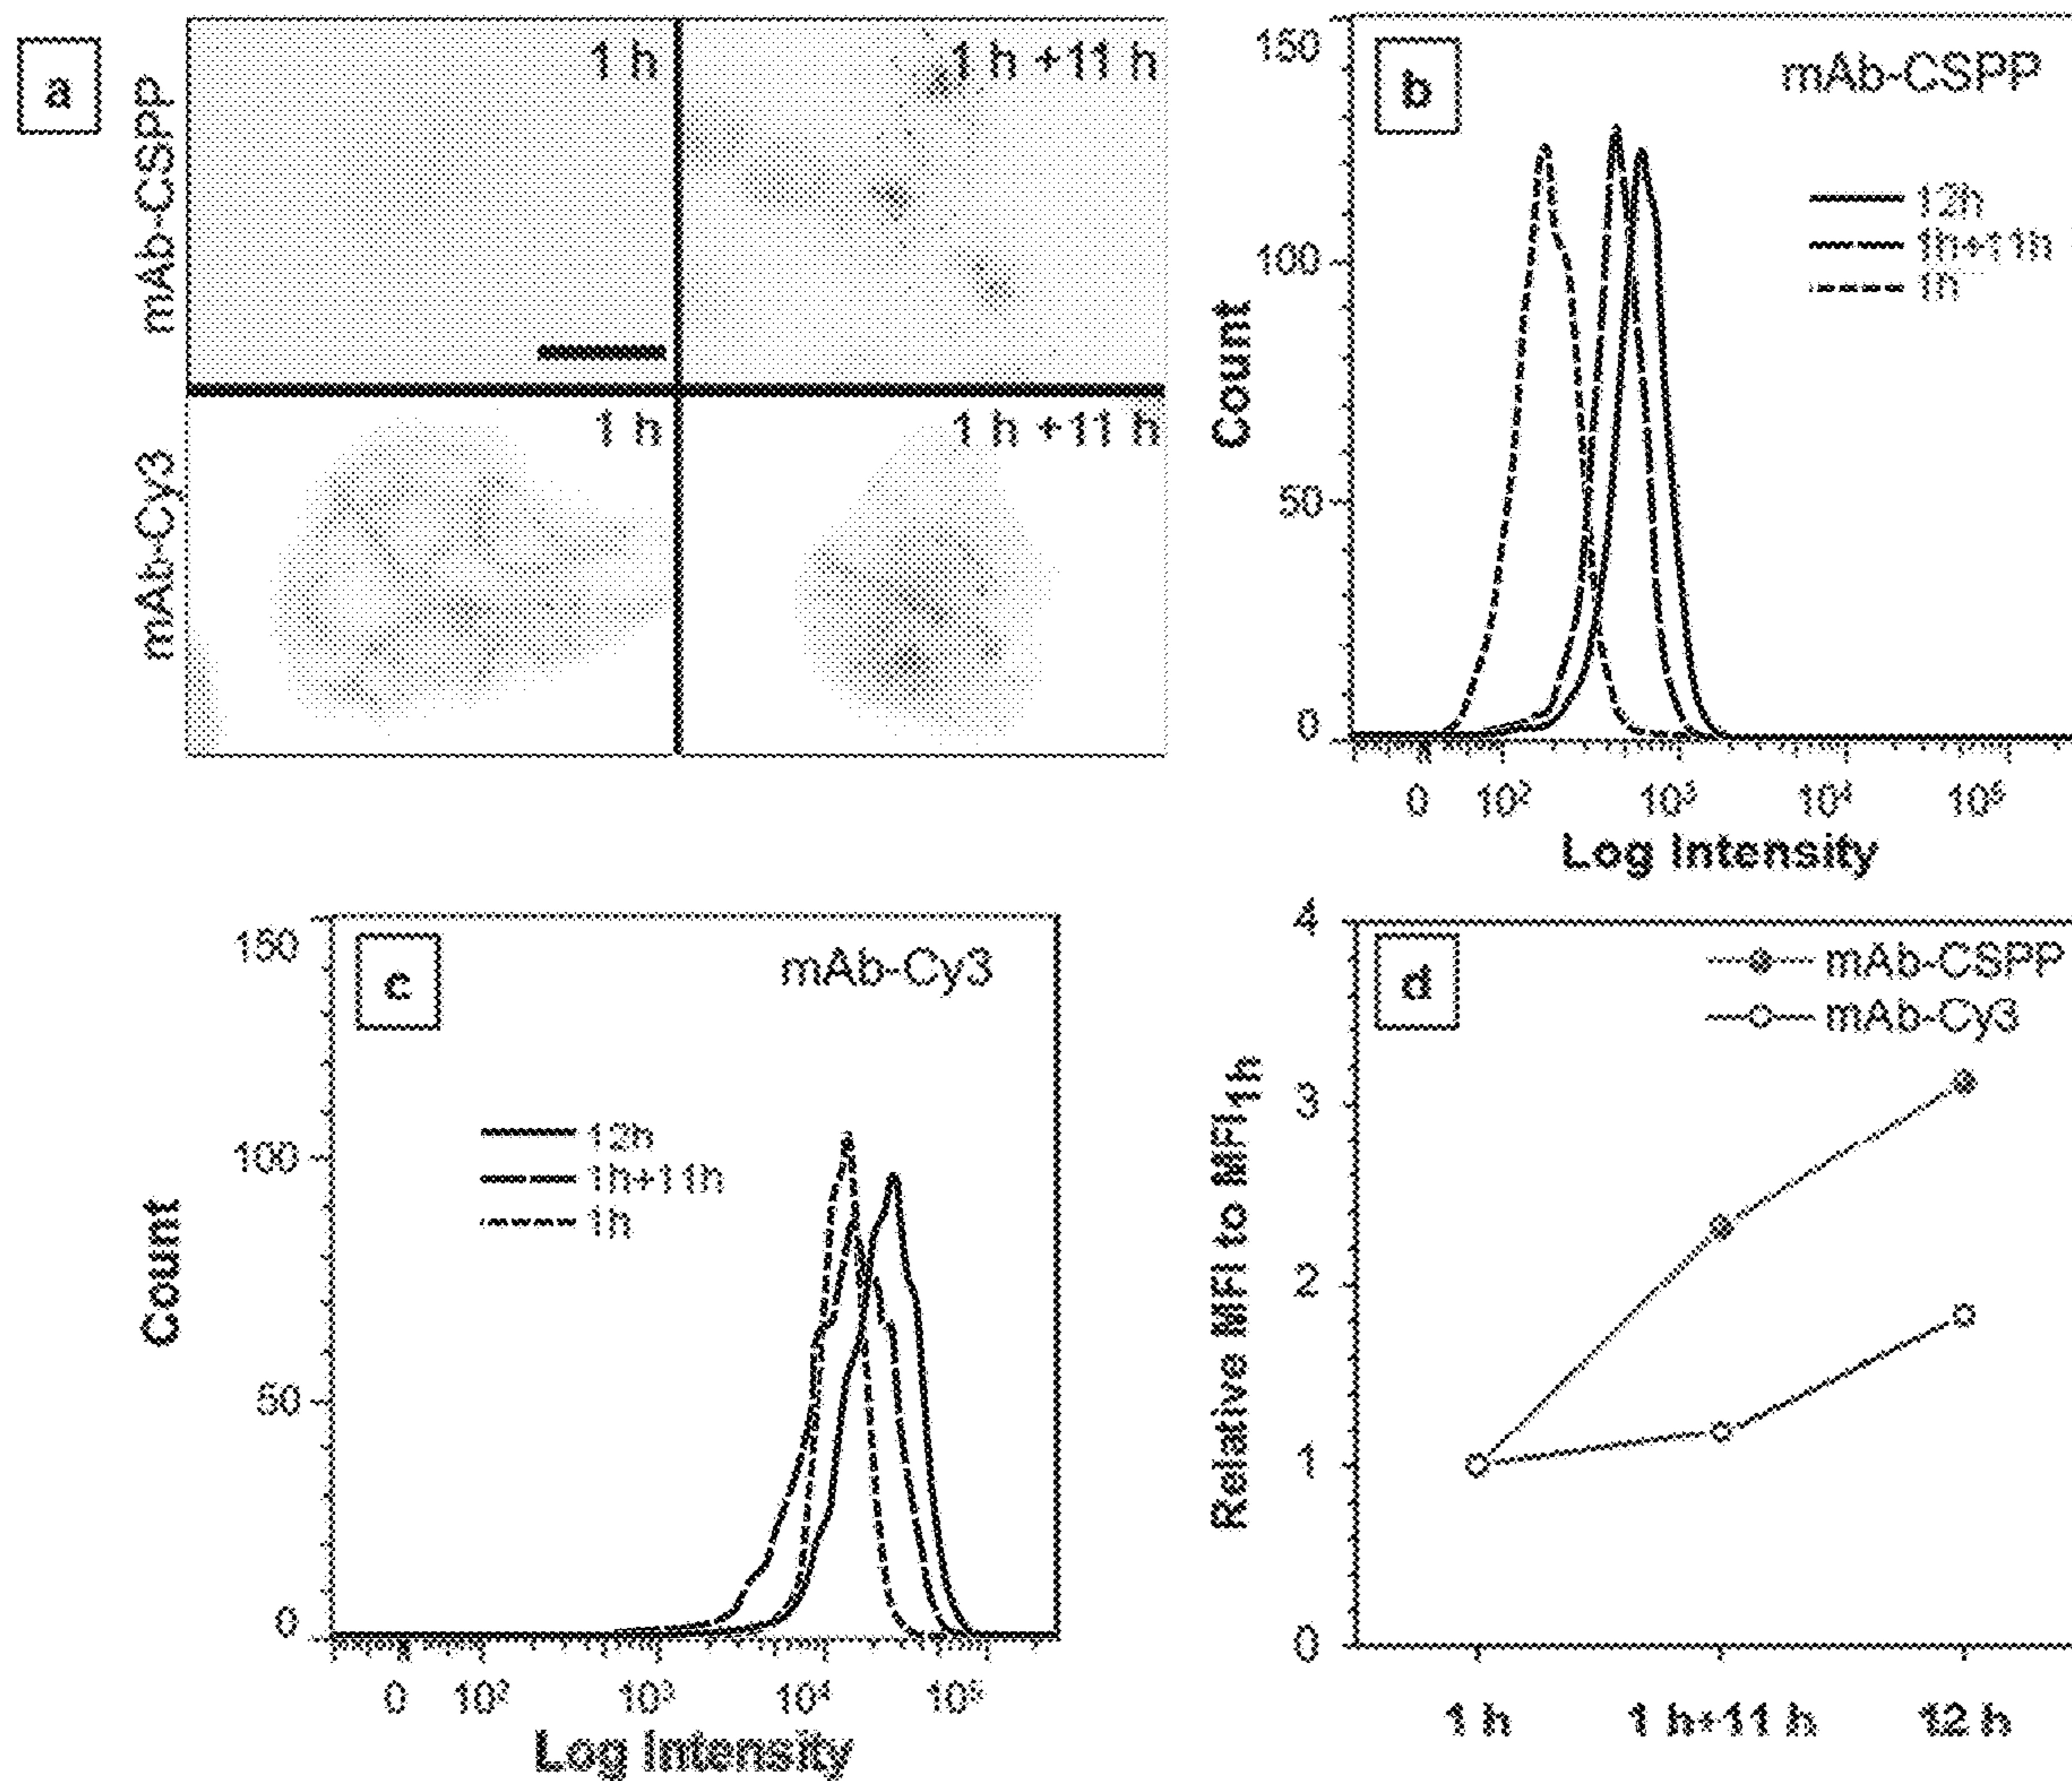 a
mAb-CSPP
1 h
1 h +11 h
mAb-Cy3
1 h
1 h +11 h
b
mAb-CSPP
12h
1h+11h
1h
150
100
50
0
Count
0 10² 10³ 10⁴ 10⁵
Log Intensity
c
mAb-Cy3
12h
1h+11h
1h
150
100
50
0
Count
0 10² 10³ 10⁴ 10⁵
Log Intensity
d
mAb-CSPP
mAb-Cy3
4
3
2
1
0
Relative MFI to MFI1h
1 h 1 h+11 h 12 h